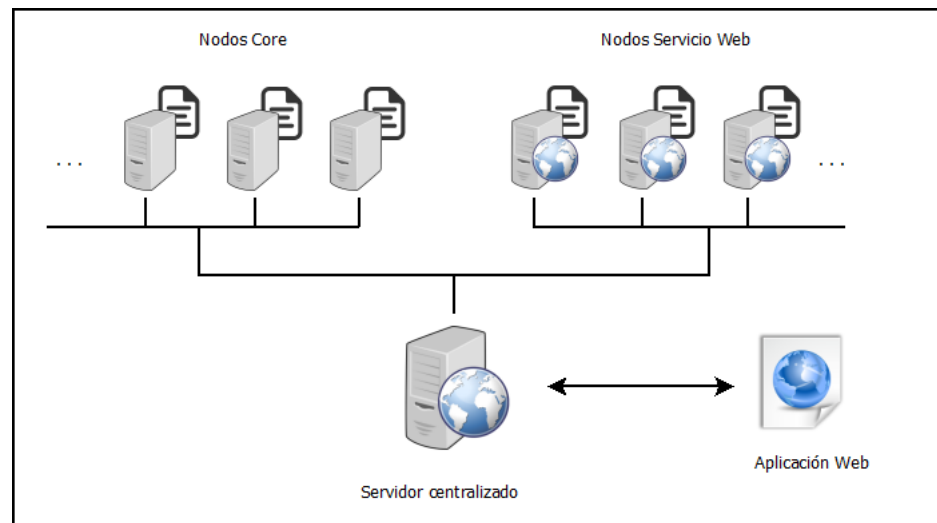 Nodos Core
Nodos Servicio Web
...
...
Servidor centralizado
Aplicación Web